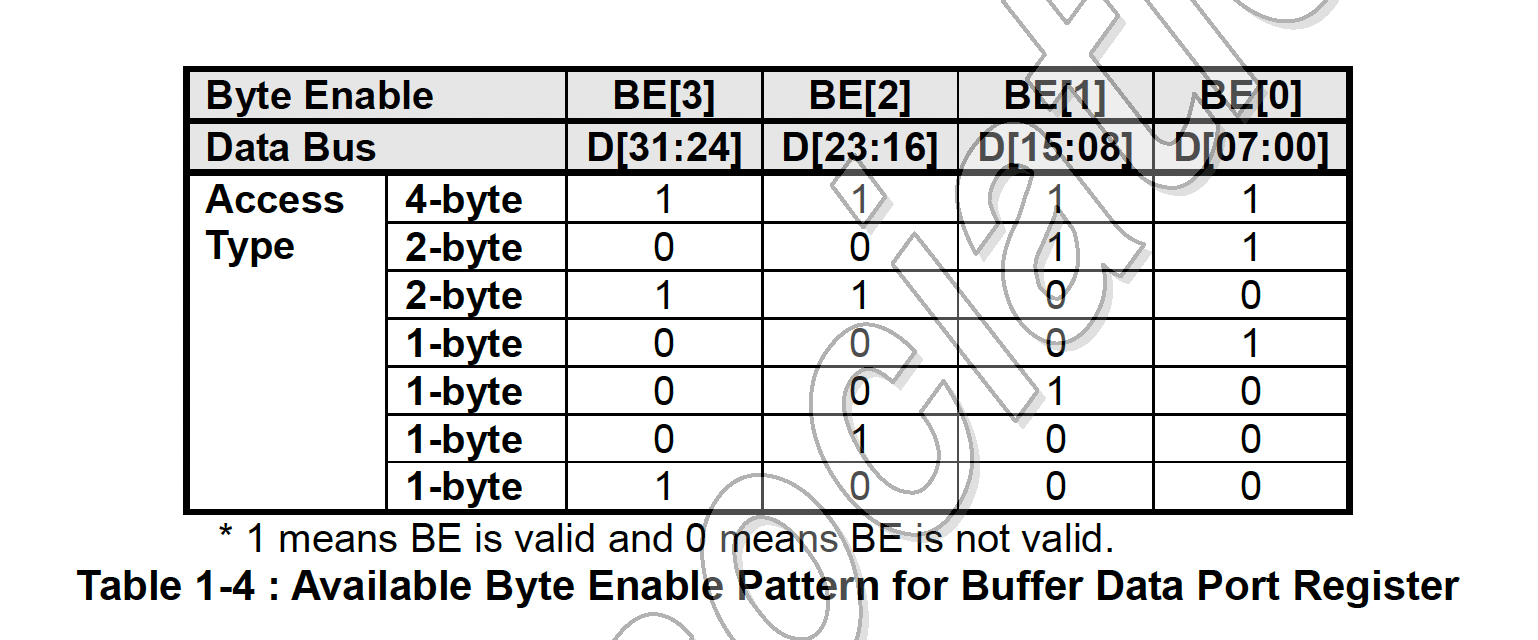 Byte Enable BE[3] BE[2] BE[1] BE[0]
Data Bus D[31:24] D[23:16] D[15:08] D[07:00]
Access Type 4-byte 1 1 1 1
2-byte 0 0 1 1
2-byte 1 1 0 0
1-byte 0 0 0 1
1-byte 0 0 1 0
1-byte 0 1 0 0
1-byte 1 0 0 0
* 1 means BE is valid and 0 means BE is not valid.
Table 1-4 : Available Byte Enable Pattern for Buffer Data Port Register